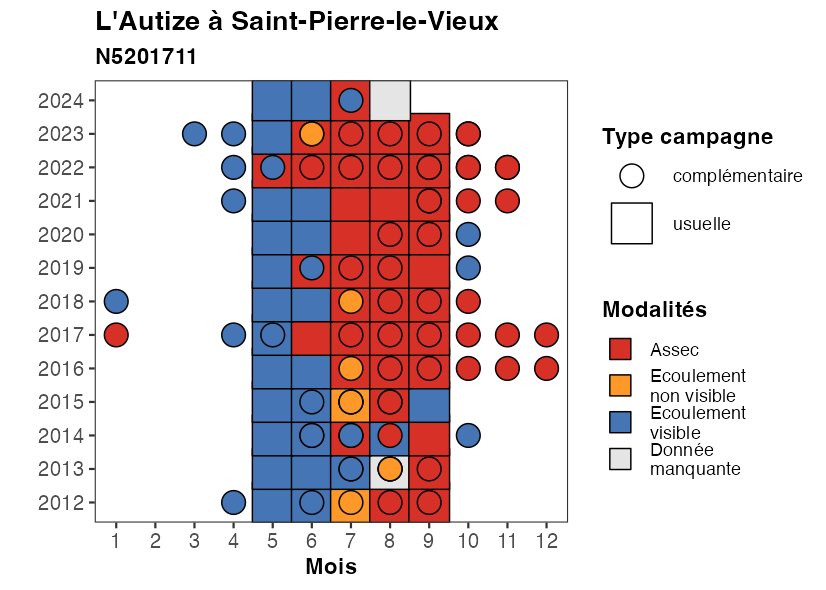 L'Autize à Saint-Pierre-le-Vieux
N5201711
2024
2023
2022
2021
2020
2019
2018
2017
2016
2015
2014
2013
2012
1 2 3 4 5 6 7 8 9 10 11 12
Mois
Type campagne
complémentaire
usuelle
Modalités
Assec
Ecoulement
non visible
Ecoulement
visible
Donnée
manquante